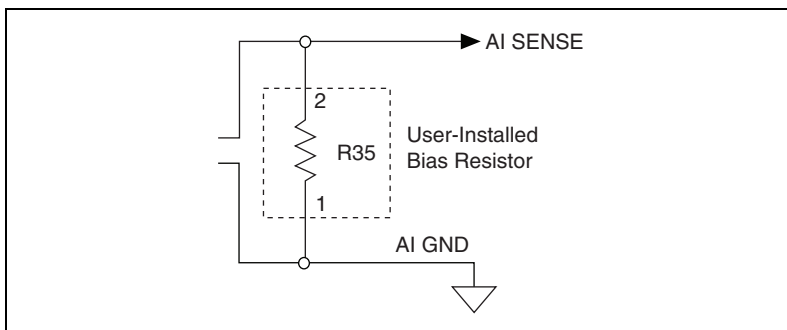 AI SENSE
2
R35
User-Installed
Bias Resistor
1
AI GND